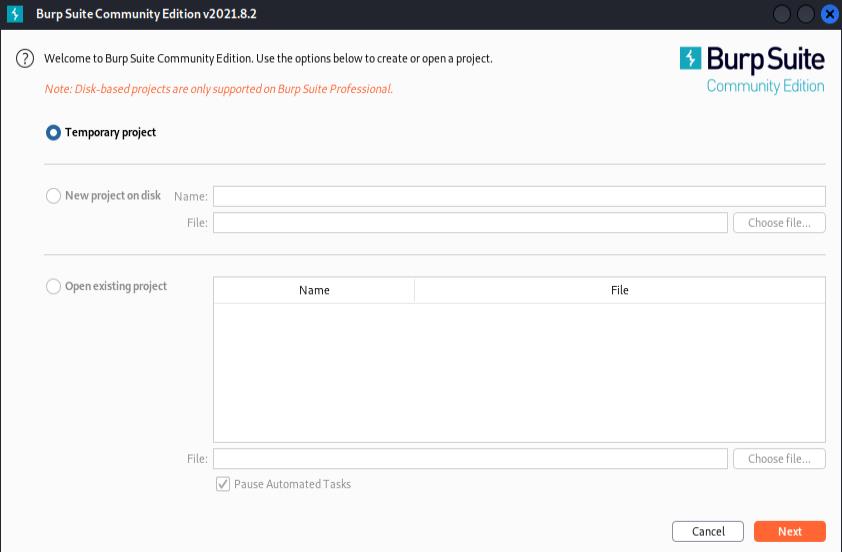 Burp Suite Community Edition v2021.8.2
Welcome to Burp Suite Community Edition. Use the options below to create or open a project.
Note: Disk-based projects are only supported on Burp Suite Professional.
Burp Suite
Community Edition
Temporary project
New project on disk Name:
File: Choose file...
Open existing project
Name File
File: Choose file...
Pause Automated Tasks
Cancel Next